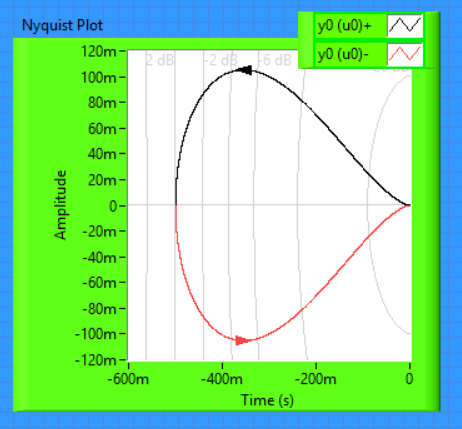 Nyquist Plot
y0 (u0)+
y0 (u0)-
2 dB
-2 dB
-6 dB
120m
100m
80m
60m
40m
20m
0
-20m
-40m
-60m
-80m
-100m
-120m
Amplitude
-600m
-400m
-200m
0
Time (s)